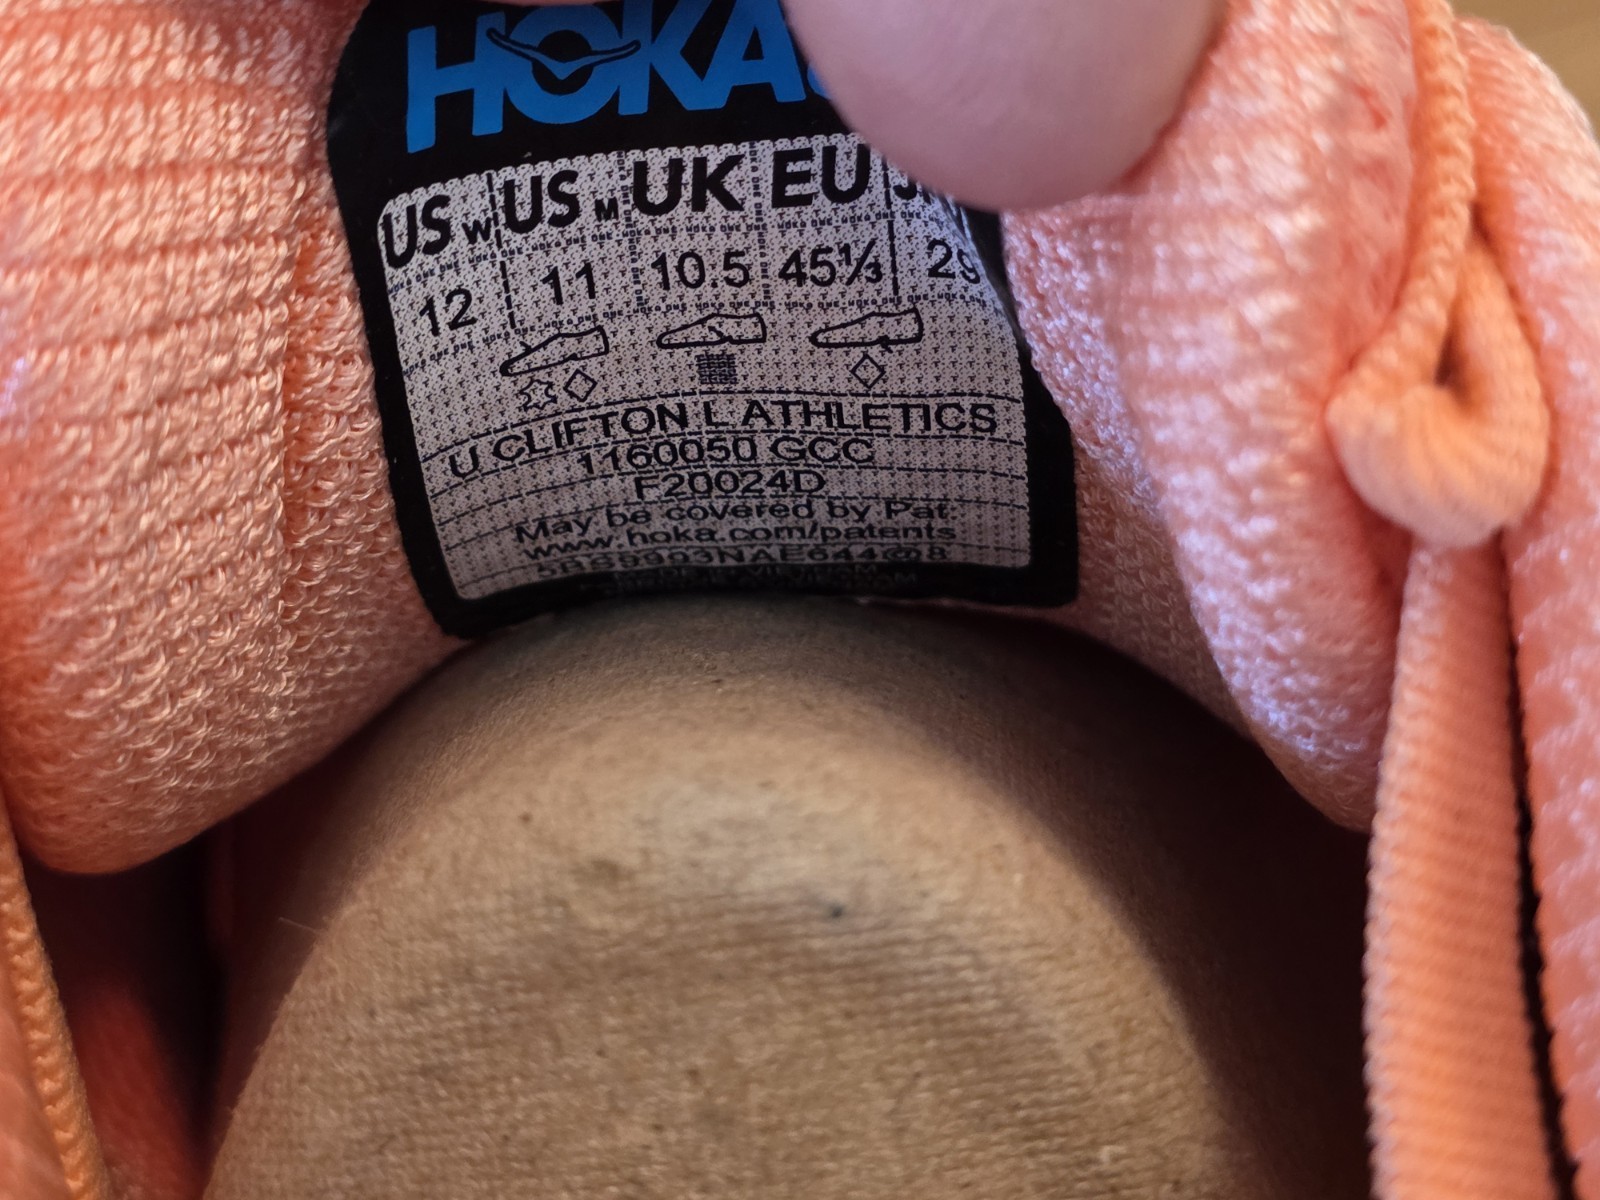 HOKA
US W US M UK EU
12 11 10.5 45⅓ 29
U CLIFTON L ATHLETICS
1160050 GCC
F20024D
May be covered by Pat:
www.hoka.com/patents